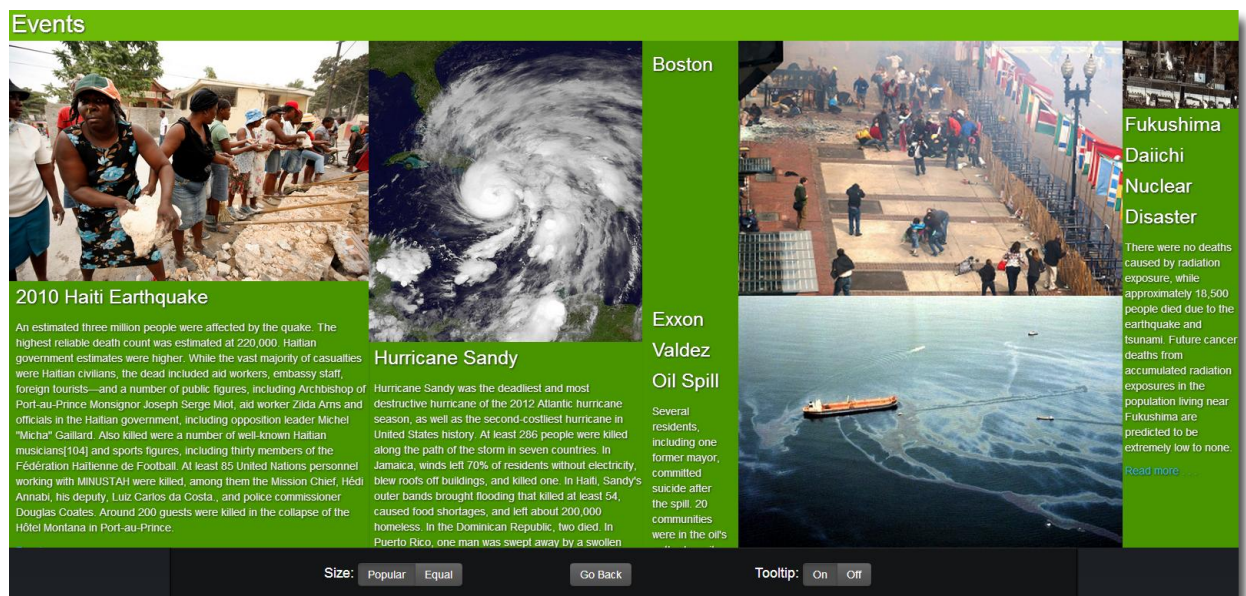 Events
2010 Haiti Earthquake
An estimated three million people were affected by the quake. The
highest reliable death count was estimated at 220,000. Haitian
government estimates were higher. While the vast majority of casualties
were Haitian civilians, the dead included aid workers, embassy staff,
foreign tourists—and a number of public figures, including Archbishop of
Port-au-Prince Monsignor Joseph Serge Miot, aid worker Zilda Arns and
officials in the Haitian government, including opposition leader Michel
"Micha" Gaillard. Also killed were a number of well-known Haitian
musicians[104] and sports figures, including thirty members of the
Fédération Haïtienne de Football. At least 85 United Nations personnel
working with MINUSTAH were killed, among them the Mission Chief, Hédi
Annabi, his deputy, Luiz Carlos da Costa., and police commissioner
Douglas Coates. Around 200 guests were killed in the collapse of the
Hôtel Montana in Port-au-Prince.
Hurricane Sandy
Hurricane Sandy was the deadliest and most
destructive hurricane of the 2012 Atlantic hurricane
season, as well as the second-costliest hurricane in
United States history. At least 286 people were killed
along the path of the storm in seven countries. In
Jamaica, winds left 70% of residents without electricity,
blew roofs off buildings, and killed one. In Haiti, Sandy's
outer bands brought flooding that killed at least 54,
caused food shortages, and left about 200,000
homeless. In the Dominican Republic, two died. In
Puerto Rico, one man was swept away by a swollen
Boston
Exxon
Valdez
Oil Spill
Several
residents,
including one
former mayor,
committed
suicide after
the spill. 20
communities
were in the oil's
Fukushima
Daiichi
Nuclear
Disaster
There were no deaths
caused by radiation
exposure, while
approximately 18,500
people died due to the
earthquake and
tsunami. Future cancer
deaths from
accumulated radiation
exposures in the
population living near
Fukushima are
predicted to be
extremely low to none.
Read more . . .
Size: Popular Equal
Go Back
Tooltip: On Off